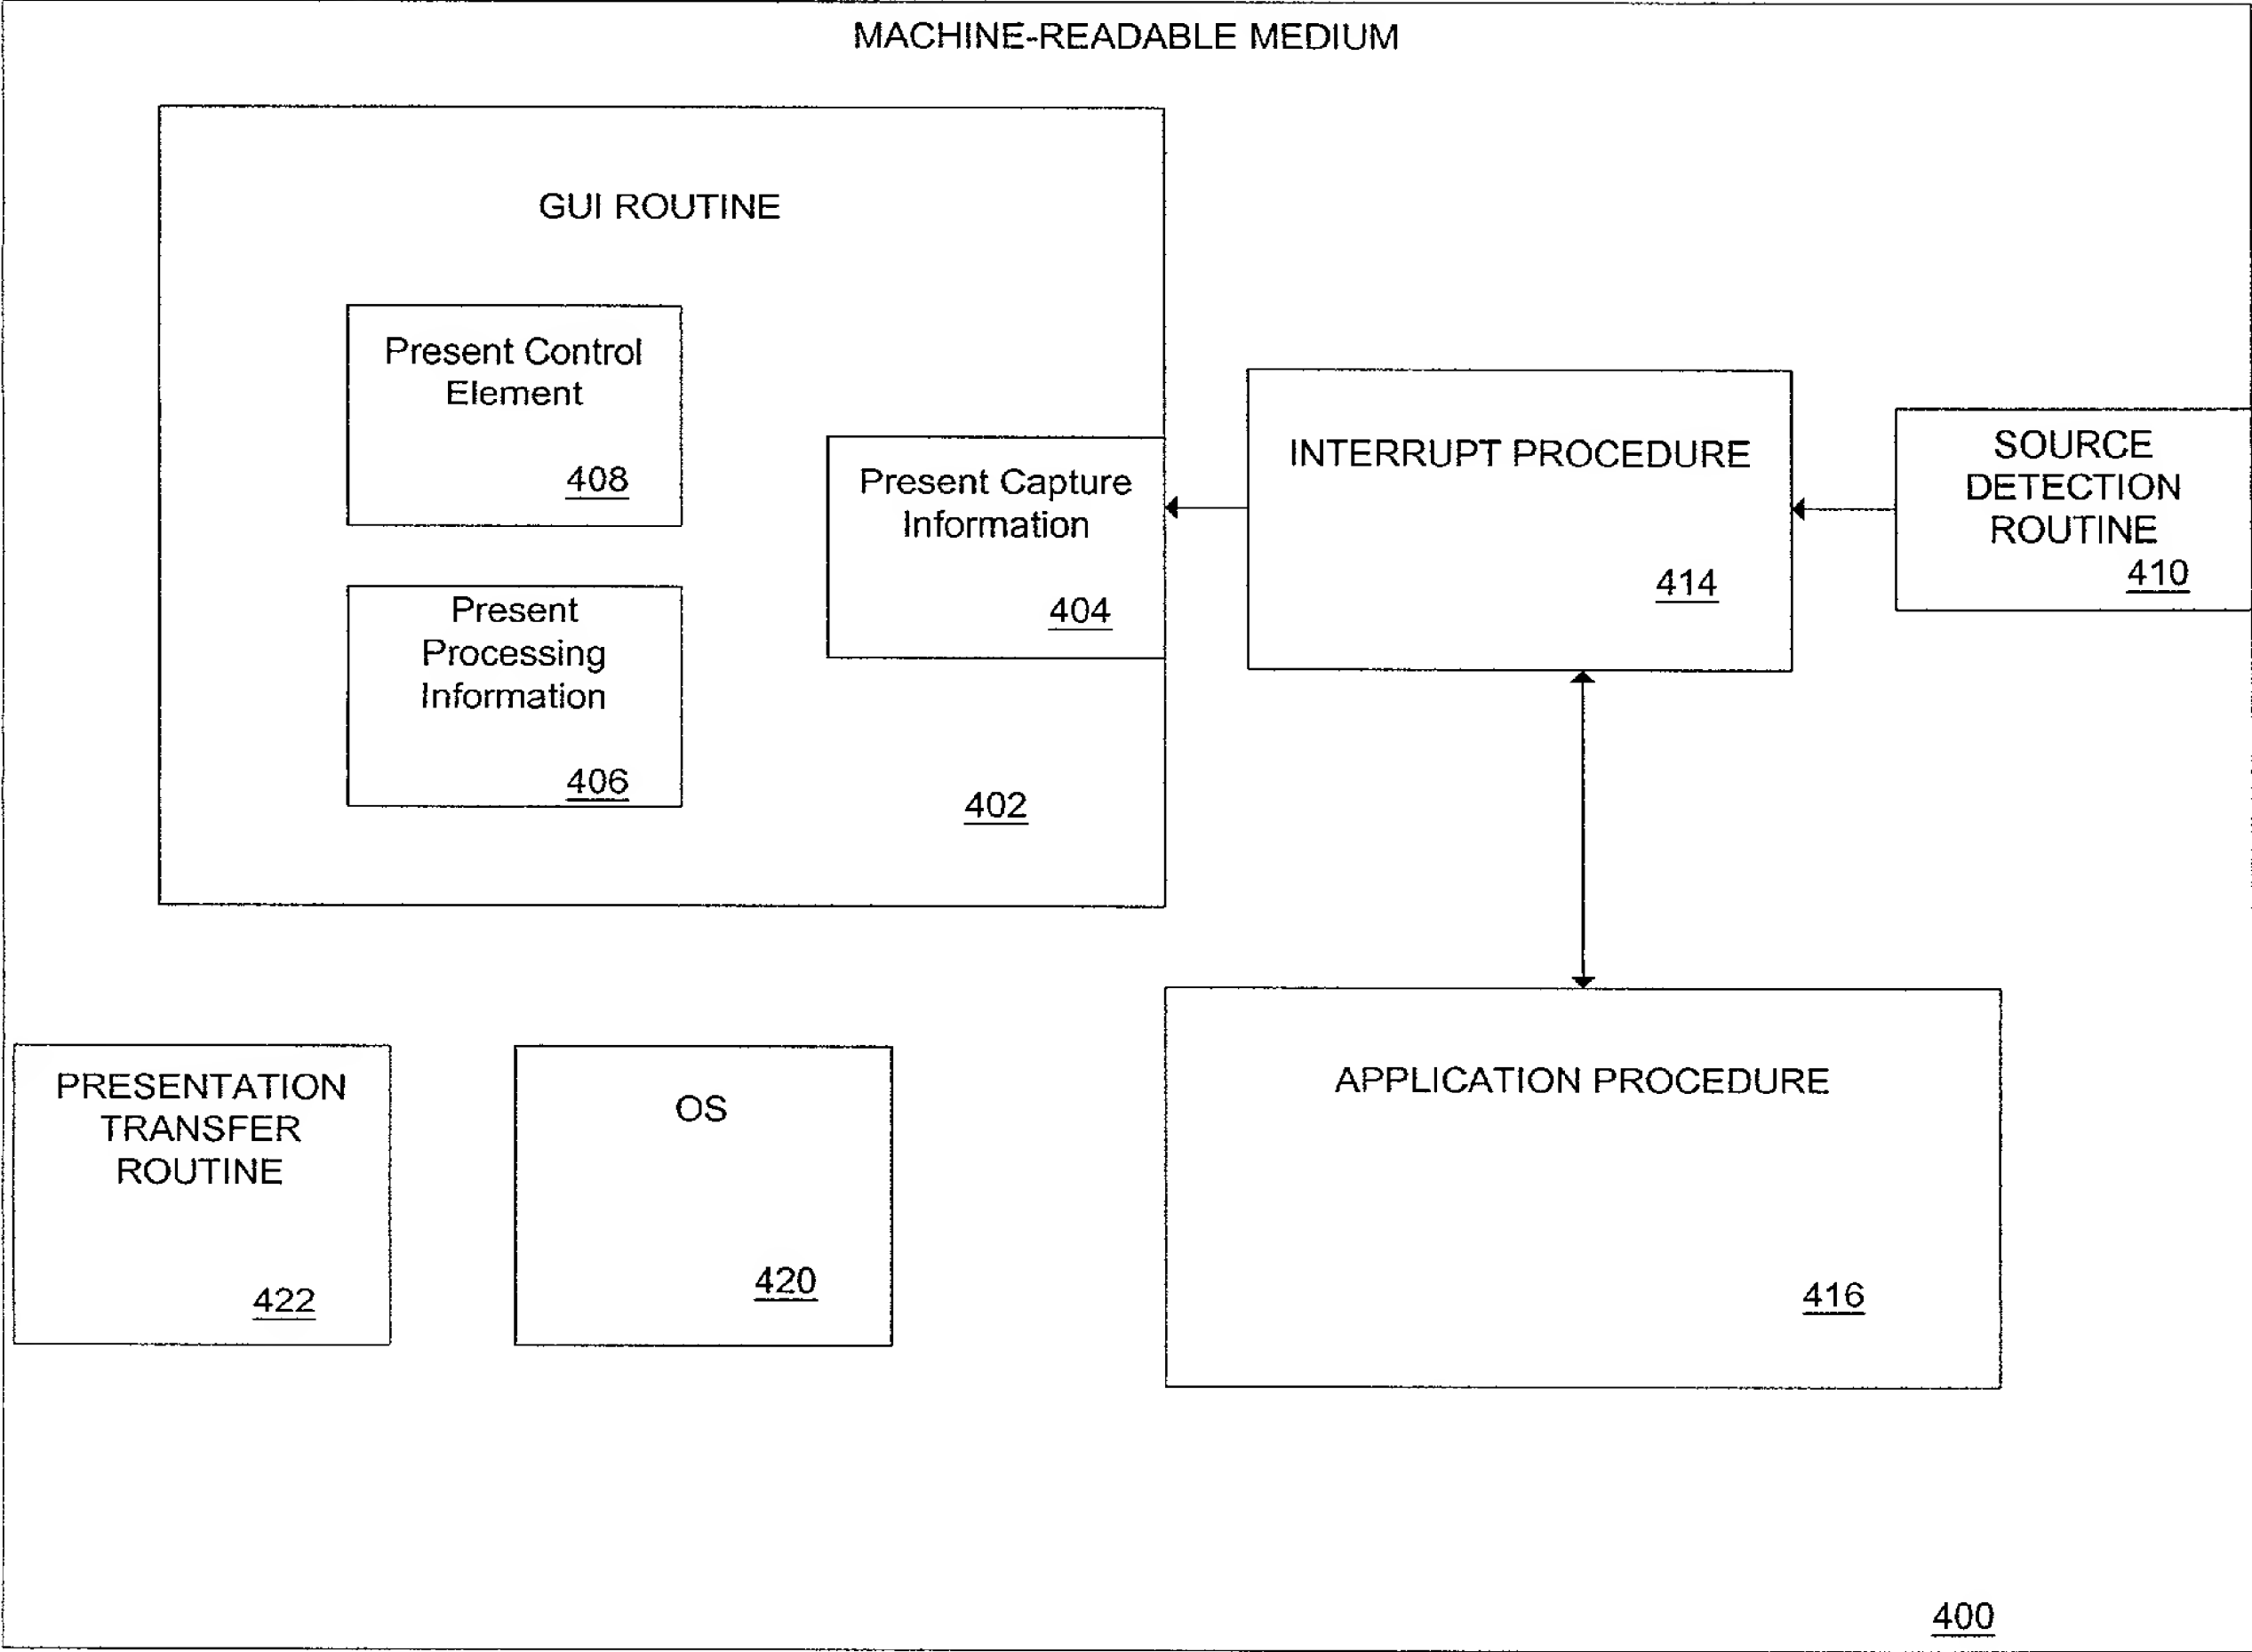 MACHINE-READABLE MEDIUM
GUI ROUTINE
Present Control
Element
408
Present
Processing
Information
406
Present Capture
Information
404
402
INTERRUPT PROCEDURE
414
SOURCE
DETECTION
ROUTINE
410
PRESENTATION
TRANSFER
ROUTINE
422
OS
420
APPLICATION PROCEDURE
416
400